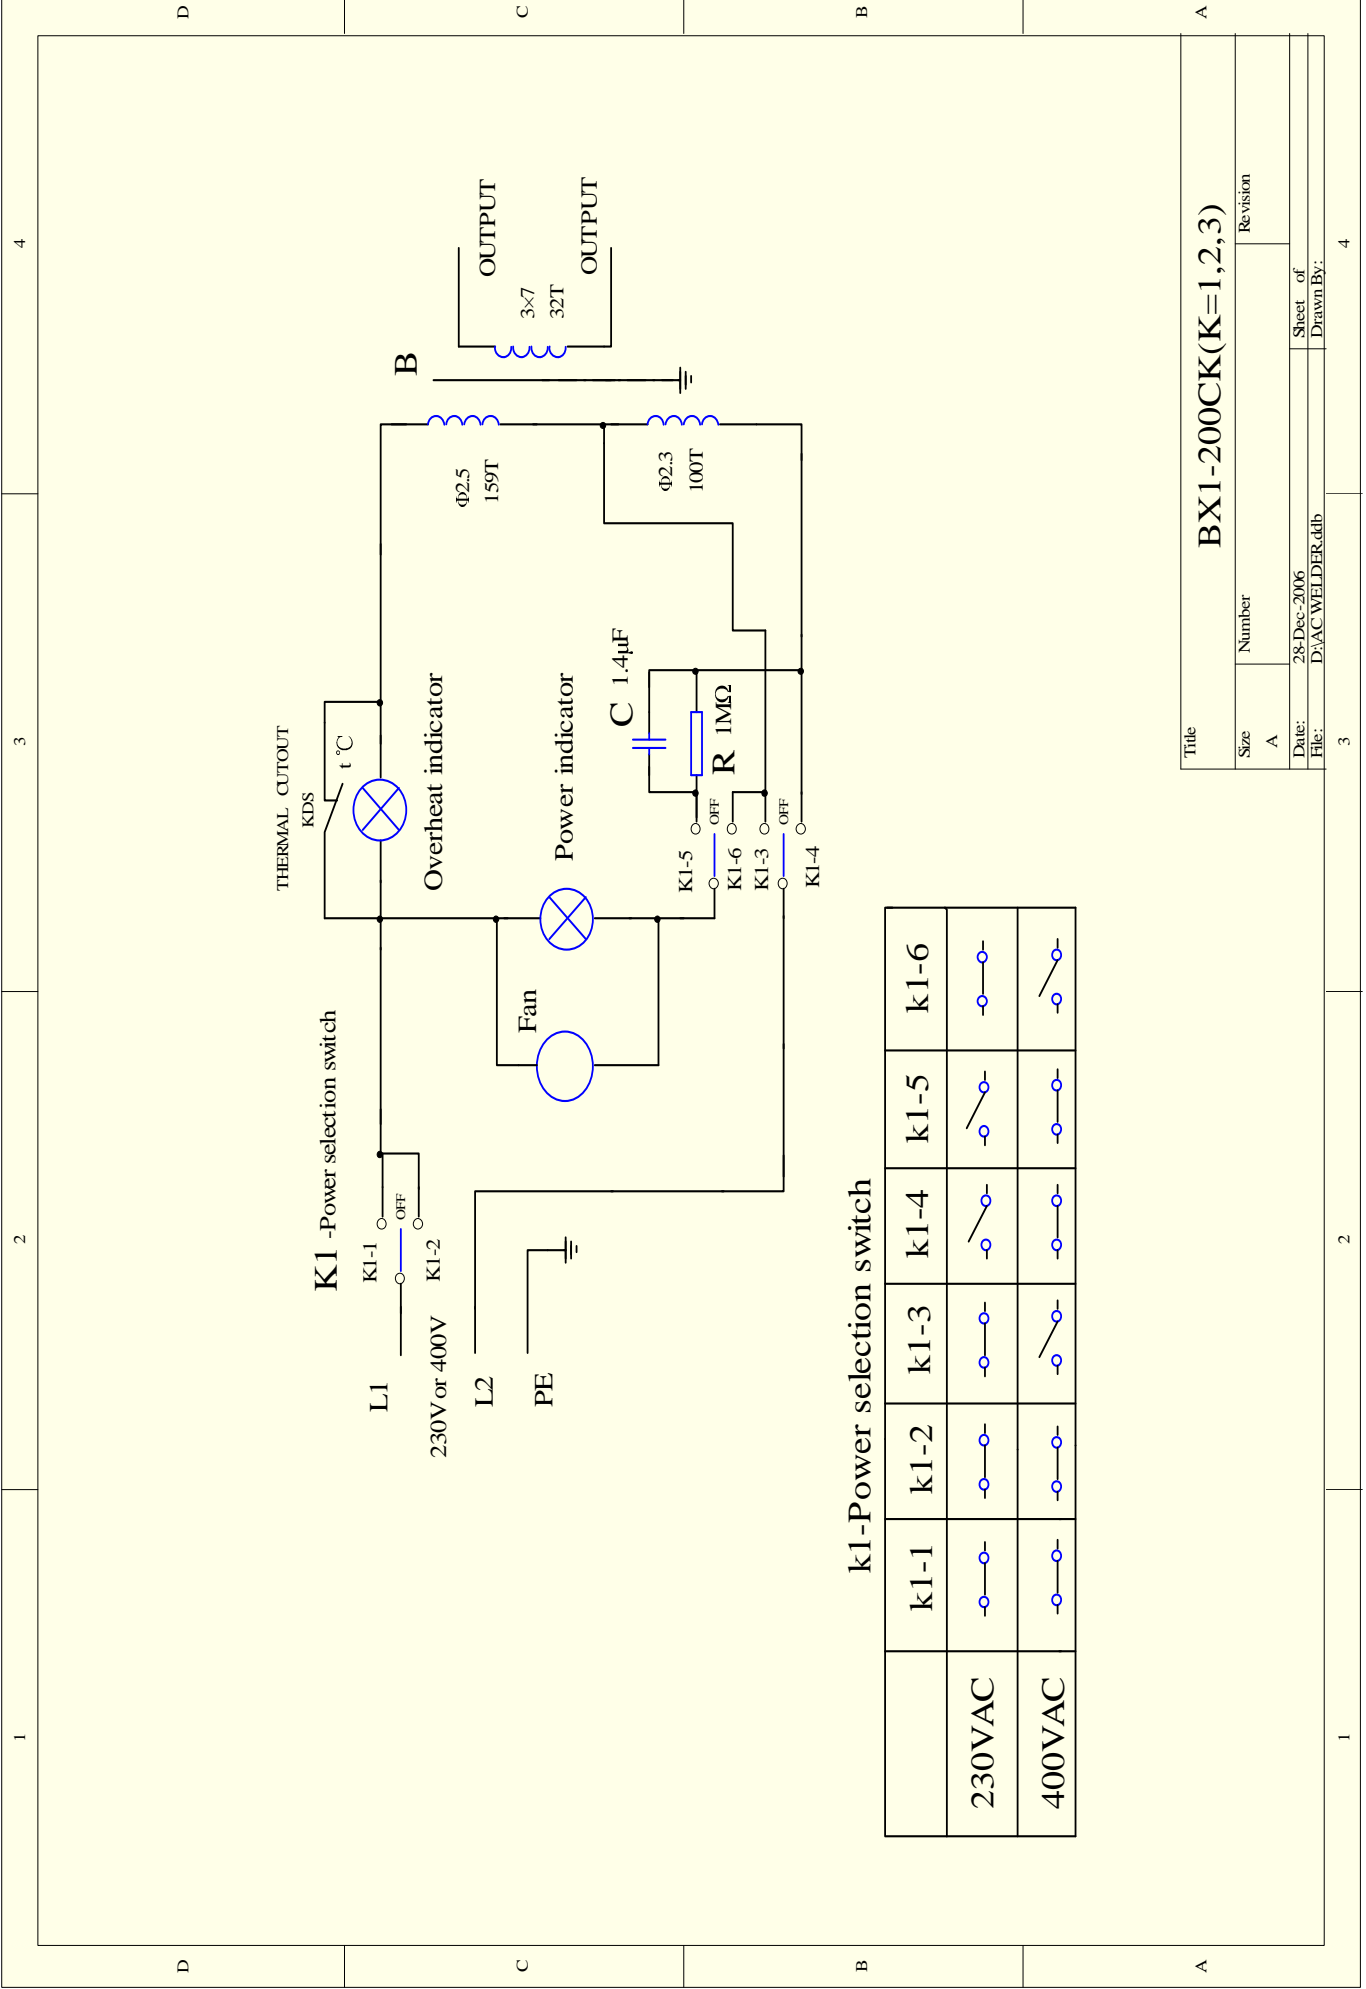 1
2
3
4
D
D
C
C
B
B
A
A
K1 -Power selection switch
THERMAL CUTOUT
KDS
t ℃
Overheat indicator
L1
K1-1
OFF
K1-2
230V or 400V
L2
PE
Fan
Power indicator
C 1.4μF
R 1MΩ
K1-5
OFF
K1-6
K1-3
OFF
K1-4
B
Φ2.5
159T
Φ2.3
100T
OUTPUT
3×7
32T
OUTPUT
k1-Power selection switch
k1-1 k1-2 k1-3 k1-4 k1-5 k1-6
230VAC
400VAC
Title
BX1-200CK(K=1,2,3)
Size Number Revision
A
Date: 28-Dec-2006 Sheet of
File: D:\AC WELDER.ddb Drawn By:
1
2
3
4